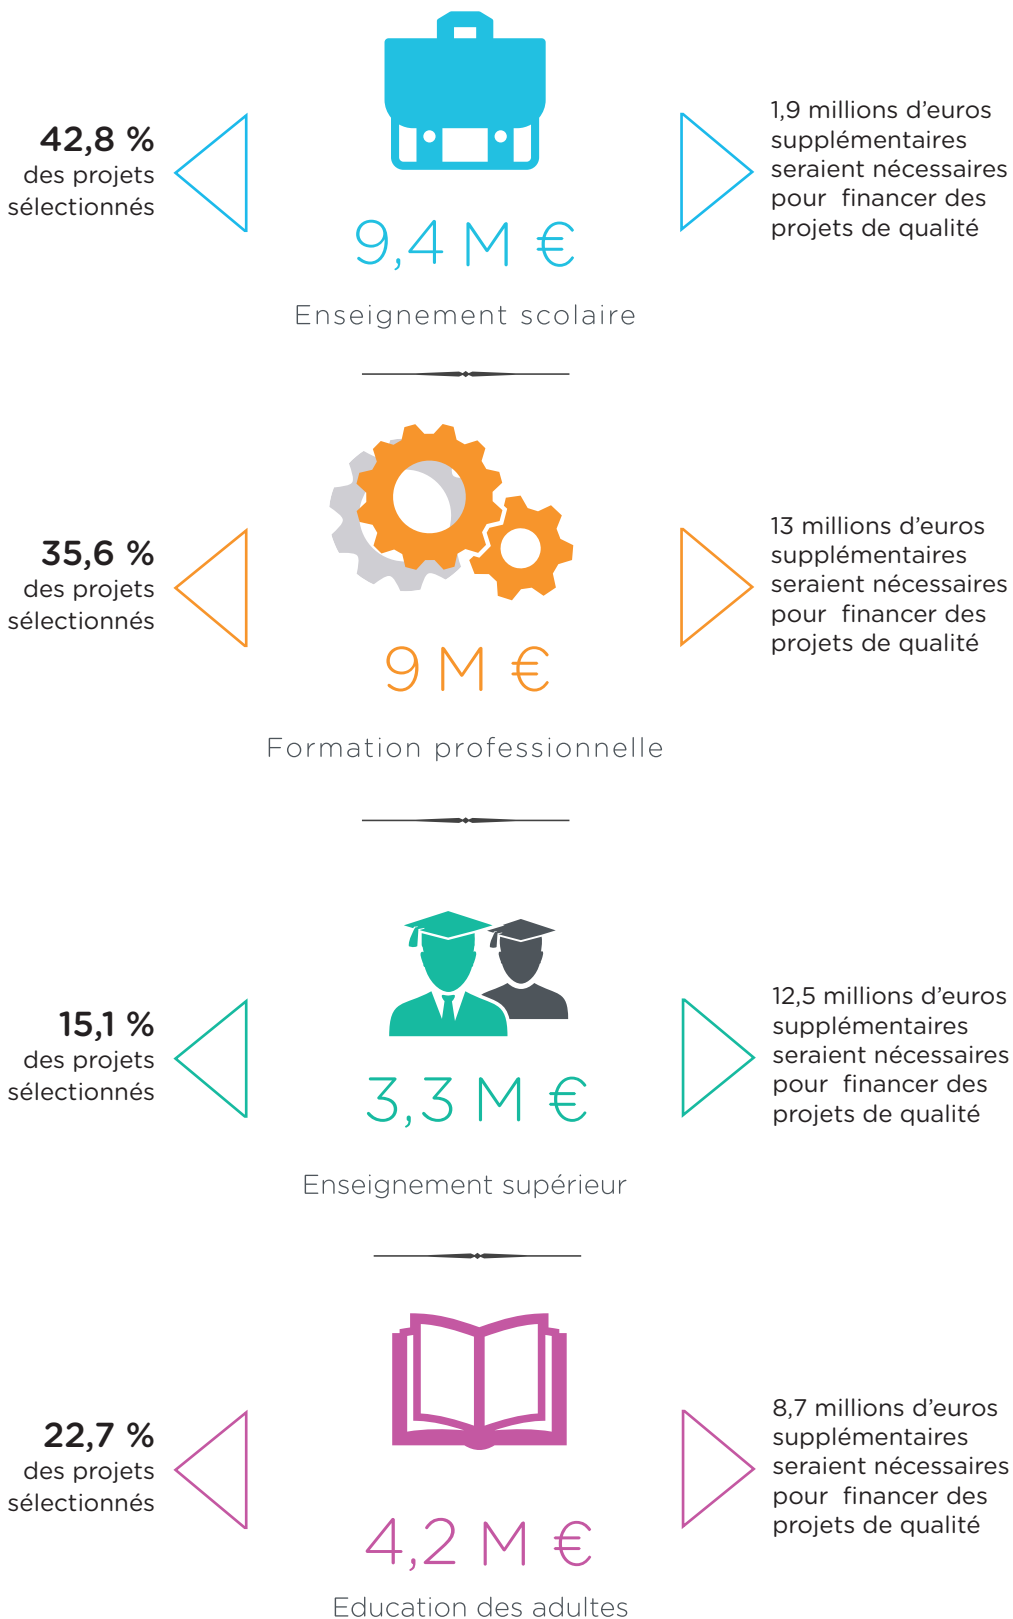 42,8 %
des projets
sélectionnés
9,4 M €
Enseignement scolaire
1,9 millions d'euros
supplémentaires
seraient nécessaires
pour financer des
projets de qualité
35,6 %
des projets
sélectionnés
9 M €
Formation professionnelle
13 millions d'euros
supplémentaires
seraient nécessaires
pour financer des
projets de qualité
15,1 %
des projets
sélectionnés
3,3 M €
Enseignement supérieur
12,5 millions d'euros
supplémentaires
seraient nécessaires
pour financer des
projets de qualité
22,7 %
des projets
sélectionnés
4,2 M €
Education des adultes
8,7 millions d'euros
supplémentaires
seraient nécessaires
pour financer des
projets de qualité